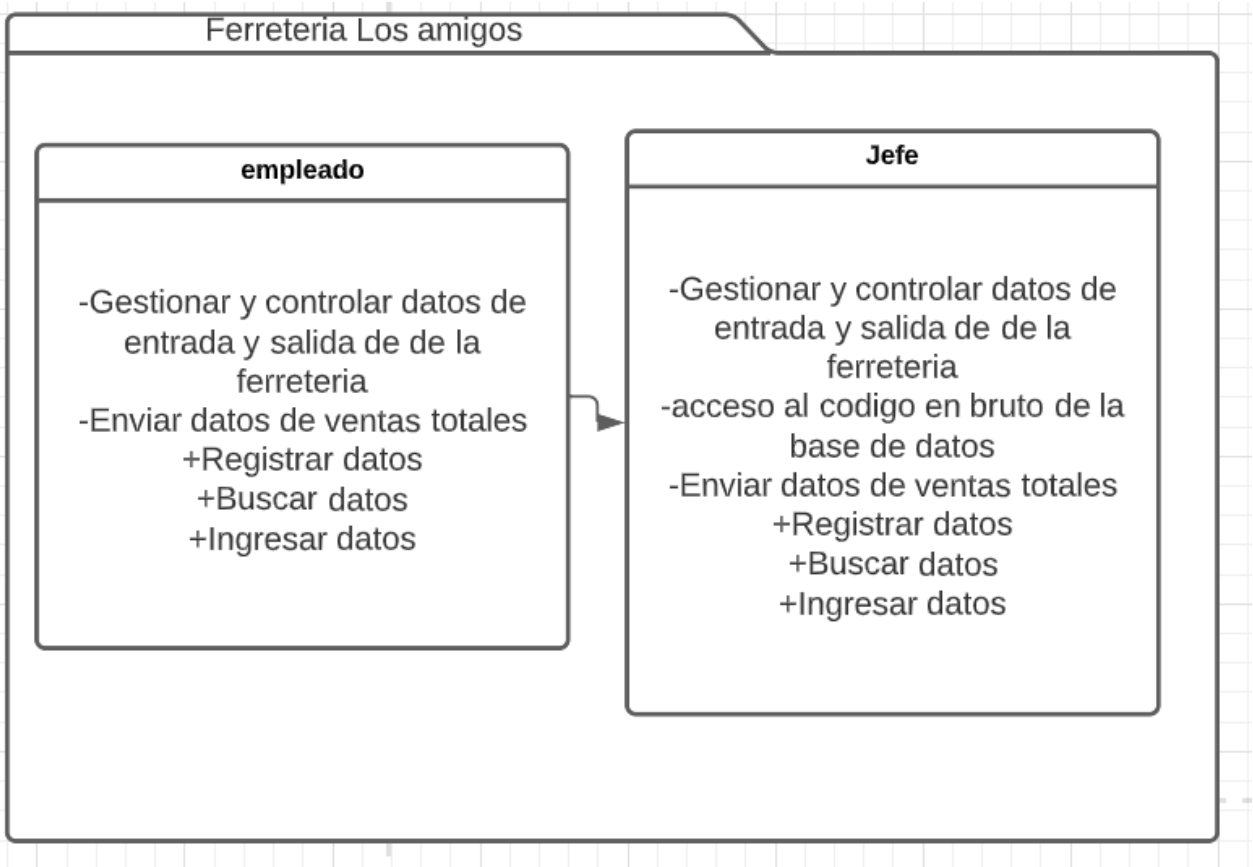 Ferreteria Los amigos
empleado
-Gestionar y controlar datos de
entrada y salida de de la
ferreteria
-Enviar datos de ventas totales
+Registrar datos
+Buscar datos
+Ingresar datos
Jefe
-Gestionar y controlar datos de
entrada y salida de de la
ferreteria
-acceso al codigo en bruto de la
base de datos
-Enviar datos de ventas totales
+Registrar datos
+Buscar datos
+Ingresar datos